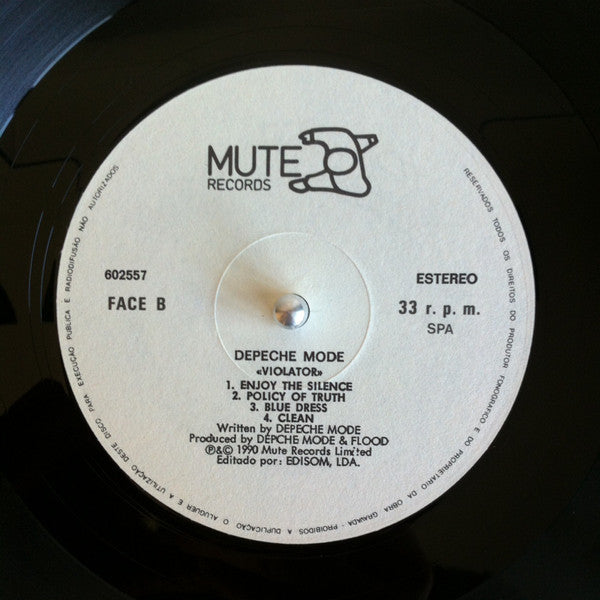 MUTE
RECORDS
602557
FACE B
ESTEREO
33 r. p. m.
SPA
DEPECHE MODE
«VIOLATOR»
1. ENJOY THE SILENCE
2. POLICY OF TRUTH
3. BLUE DRESS
4. CLEAN
Written by DEPECHE MODE
Produced by DEPCHE MODE & FLOOD
Ⓟ&© 1990 Mute Records Limited
Editado por: EDISOM, LDA.
RESERVADOS TODOS OS DIREITOS DO PRODUTOR FONOGRÁFICO E DO PROPRIETÁRIO DA OBRA GRAVADA - PROIBIDOS A DUPLICAÇÃO O ALUGUER E A UTILIZAÇÃO DESTE DISCO PARA EXECUÇÃO PUBLICA E RADIODIFUSÃO NÃO AUTORIZADOS